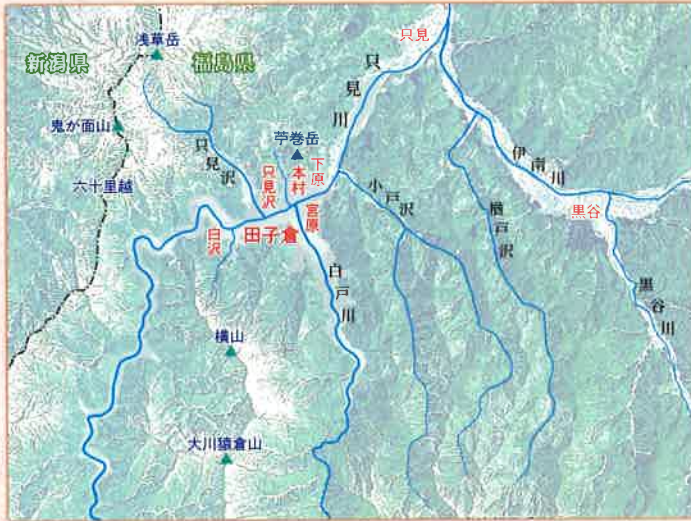 浅草岳
新潟県
福島県
只見
鬼が面山
只見川
苧巻岳
只見沢
下原
本村
只見沢
六十里越
小戸沢
伊南川
楢戸沢
黒谷
宮原
白沢
田子倉
白戸川
黒谷川
横山
大川猿倉山